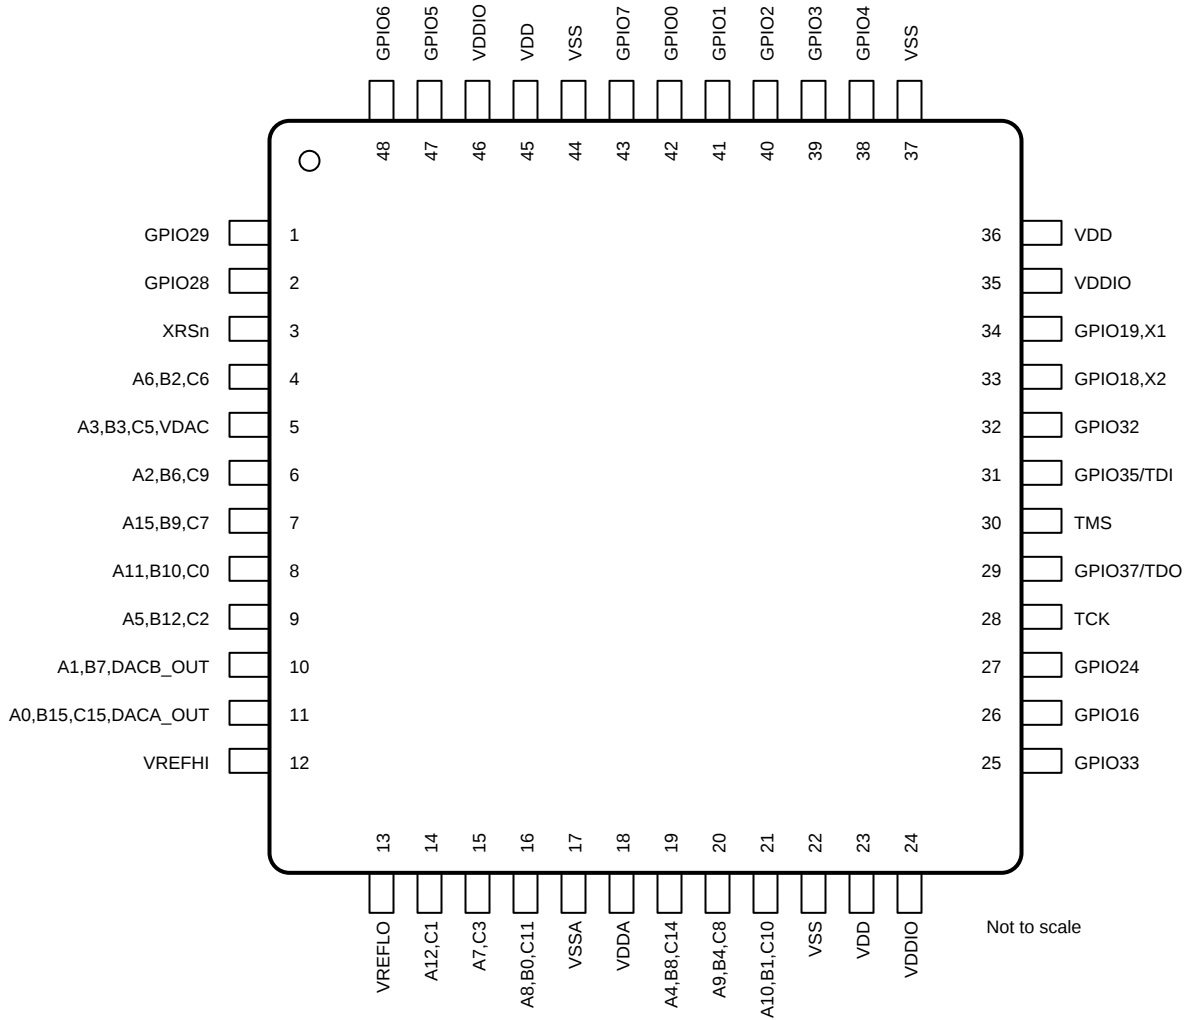 GPIO6
GPIO5
VDDIO
VDD
VSS
GPIO7
GPIO0
GPIO1
GPIO2
GPIO3
GPIO4
VSS
48
47
46
45
44
43
42
41
40
39
38
37
GPIO29 1
GPIO28 2
XRSn 3
A6,B2,C6 4
A3,B3,C5,VDAC 5
A2,B6,C9 6
A15,B9,C7 7
A11,B10,C0 8
A5,B12,C2 9
A1,B7,DACB_OUT 10
A0,B15,C15,DACA_OUT 11
VREFHI 12
36 VDD
35 VDDIO
34 GPIO19,X1
33 GPIO18,X2
32 GPIO32
31 GPIO35/TDI
30 TMS
29 GPIO37/TDO
28 TCK
27 GPIO24
26 GPIO16
25 GPIO33
13
14
15
16
17
18
19
20
21
22
23
24
VREFLO
A12,C1
A7,C3
A8,B0,C11
VSSA
VDDA
A4,B8,C14
A9,B4,C8
A10,B1,C10
VSS
VDD
VDDIO
Not to scale